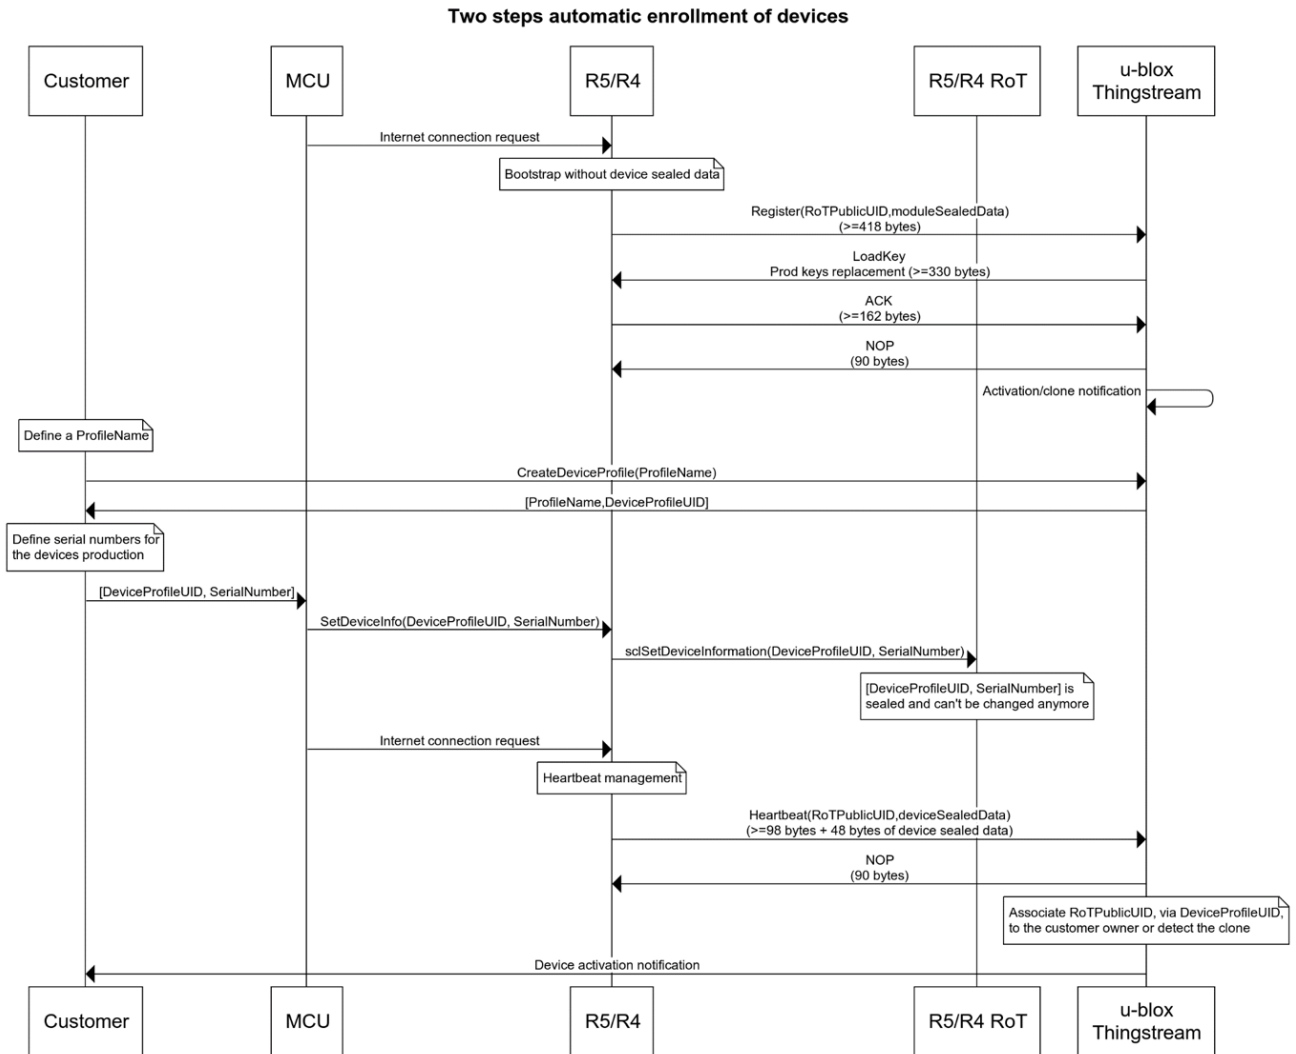 Two steps automatic enrollment of devices
Customer
MCU
R5/R4
R5/R4 RoT
u-blox
Thingstream
Internet connection request
Bootstrap without device sealed data
Register(RoTPublicUID,moduleSealedData)
(>=418 bytes)
LoadKey
Prod keys replacement (>=330 bytes)
ACK
(>=162 bytes)
NOP
(90 bytes)
Activation/clone notification
Define a ProfileName
CreateDeviceProfile(ProfileName)
[ProfileName,DeviceProfileUID]
Define serial numbers for
the devices production
[DeviceProfileUID, SerialNumber]
SetDeviceInfo(DeviceProfileUID, SerialNumber)
sclSetDeviceInformation(DeviceProfileUID, SerialNumber)
[DeviceProfileUID, SerialNumber] is
sealed and can't be changed anymore
Internet connection request
Heartbeat management
Heartbeat(RoTPublicUID,deviceSealedData)
(>=98 bytes + 48 bytes of device sealed data)
NOP
(90 bytes)
Associate RoTPublicUID, via DeviceProfileUID,
to the customer owner or detect the clone
Device activation notification
Customer
MCU
R5/R4
R5/R4 RoT
u-blox
Thingstream